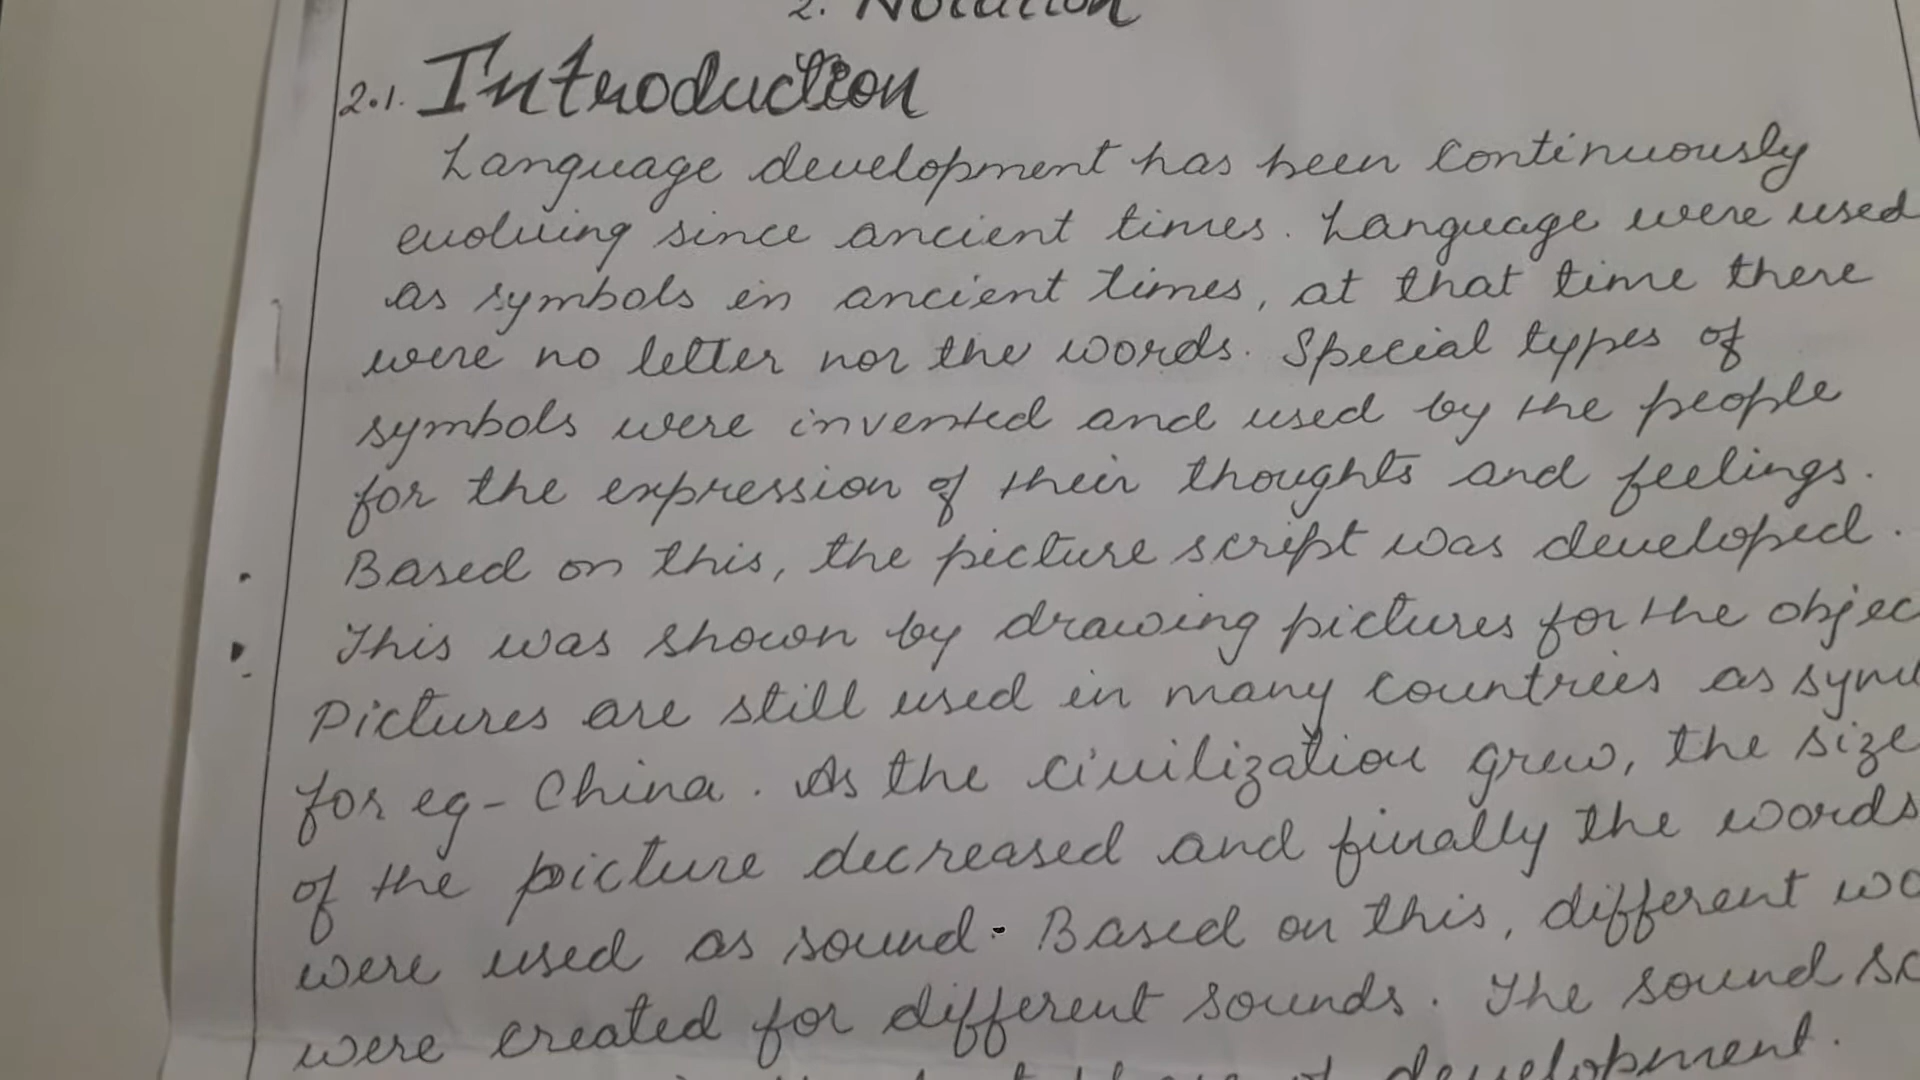 2. Notation
2.1. Introduction
Language development has been continuously
evolving since ancient times. Language were used
as symbols in ancient times, at that time there
were no letter nor the words. Special types of
symbols were invented and used by the people
for the expression of their thoughts and feelings.
Based on this, the picture script was developed.
This was shown by drawing pictures for the objec
Pictures are still used in many countries as
for eg - China. As the civilization grew, the size
of the picture decreased and finally the words
were used as sound. Based on this, different wo
were created for different sounds. The sound sc
of development.